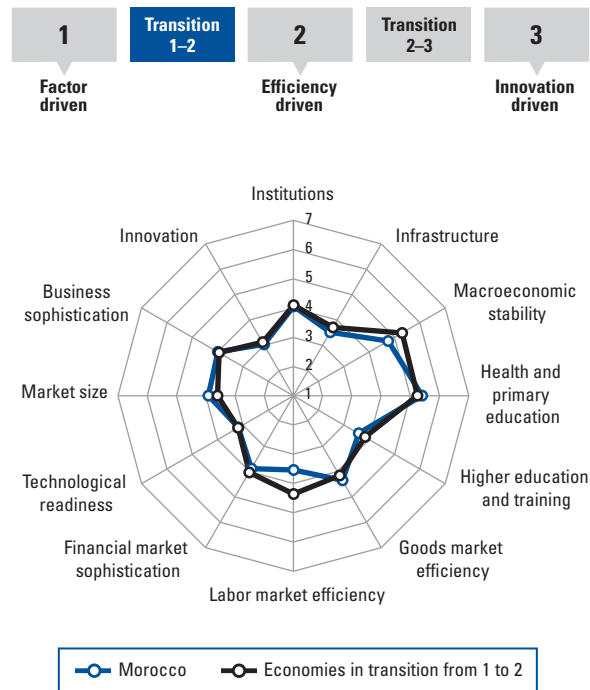 1
Transition
1–2
2
Transition
2–3
3
Factor
driven
Efficiency
driven
Innovation
driven
Institutions
7
Innovation
Infrastructure
6
5
Business
sophistication
Macroeconomic
stability
4
3
2
Market size
1
Health and
primary
education
Technological
readiness
Higher education
and training
Financial market
sophistication
Goods market
efficiency
Labor market efficiency
Morocco
Economies in transition from 1 to 2